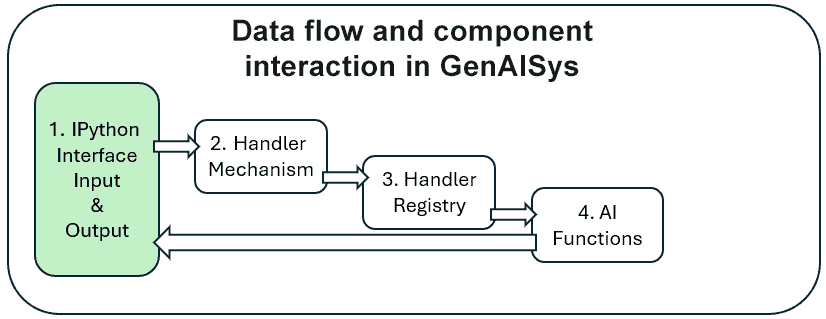 Data flow and component
interaction in GenAISys
1. IPython
Interface
Input
&
Output
2. Handler
Mechanism
3. Handler
Registry
4. AI
Functions